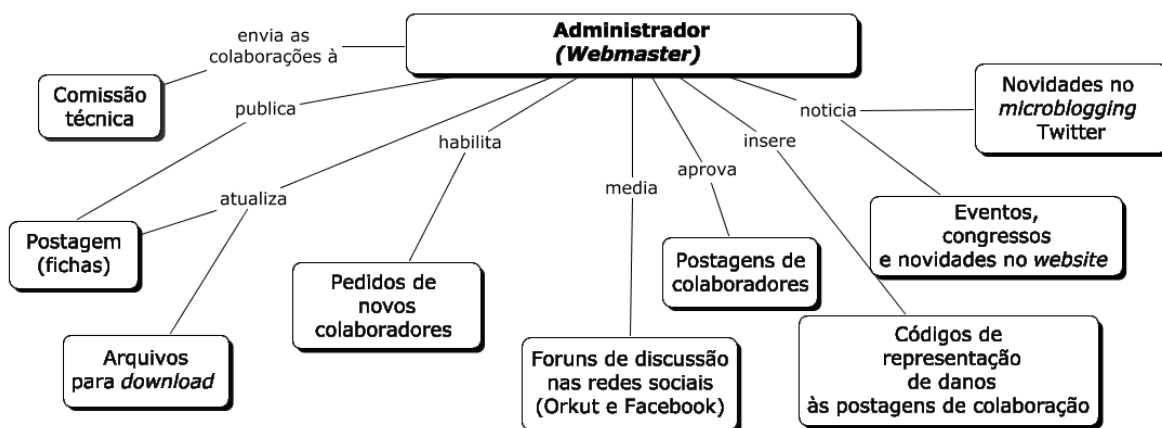 Administrador
(Webmaster)
envia as
colaborações à
Comissão
técnica
publica
atualiza
Postagem
(fichas)
Arquivos
para download
habilita
Pedidos de
novos
colaboradores
media
Foruns de discussão
nas redes sociais
(Orkut e Facebook)
aprova
Postagens de
colaboradores
insere
Códigos de
representação
de danos
às postagens de colaboração
noticia
Novidades no
microblogging
Twitter
Eventos,
congressos
e novidades no website